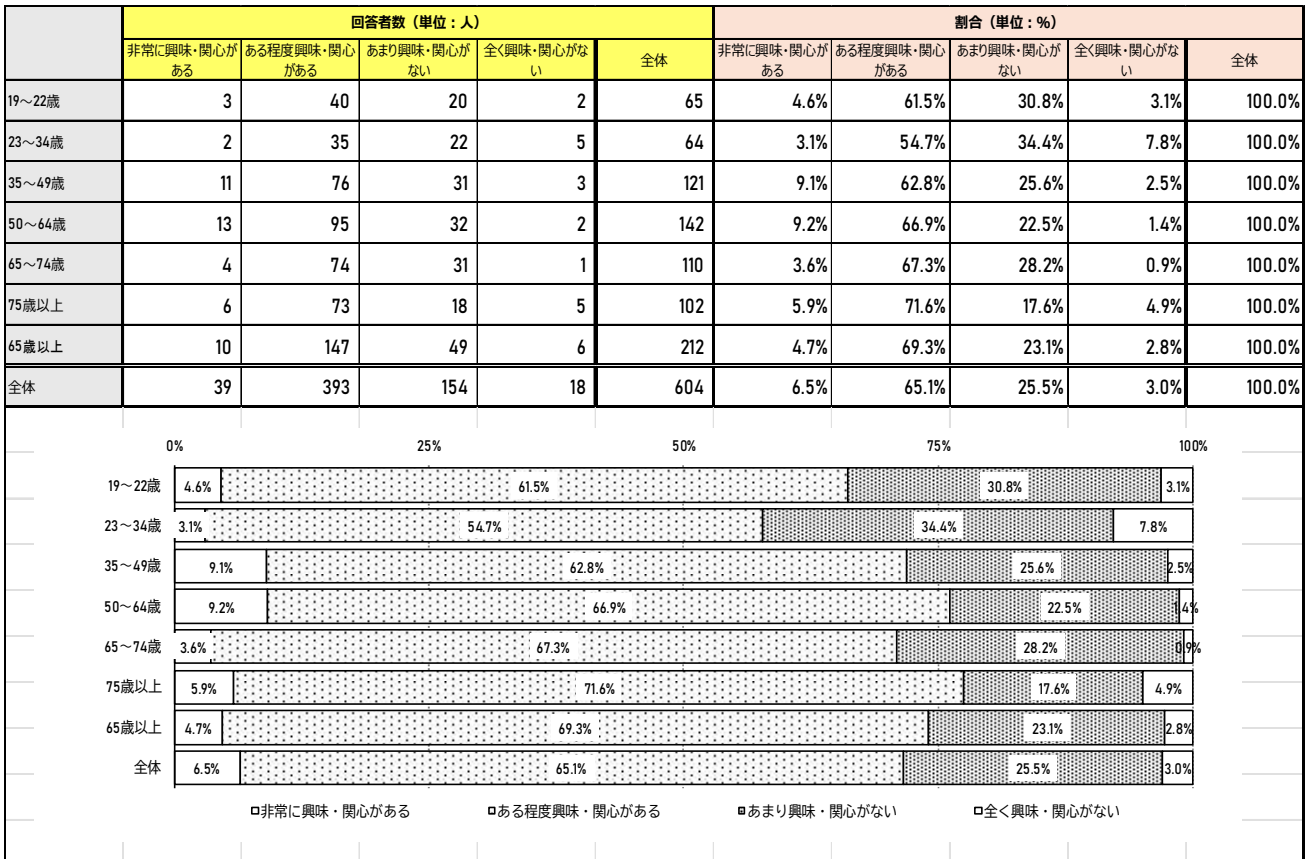 回答者数（単位：人） 割合（単位：%）
非常に興味・関心が ある程度興味・関心 あまり興味・関心が 全く興味・関心がな 全体 非常に興味・関心が ある程度興味・関心 あまり興味・関心が 全く興味・関心がな 全体
ある がある ない い ある がある ない い
19～22歳 3 40 20 2 65 4.6% 61.5% 30.8% 3.1% 100.0%
23～34歳 2 35 22 5 64 3.1% 54.7% 34.4% 7.8% 100.0%
35～49歳 11 76 31 3 121 9.1% 62.8% 25.6% 2.5% 100.0%
50～64歳 13 95 32 2 142 9.2% 66.9% 22.5% 1.4% 100.0%
65～74歳 4 74 31 1 110 3.6% 67.3% 28.2% 0.9% 100.0%
75歳以上 6 73 18 5 102 5.9% 71.6% 17.6% 4.9% 100.0%
65歳以上 10 147 49 6 212 4.7% 69.3% 23.1% 2.8% 100.0%
全体 39 393 154 18 604 6.5% 65.1% 25.5% 3.0% 100.0%
0% 25% 50% 75% 100%
19～22歳 4.6% 61.5% 30.8% 3.1%
23～34歳 3.1% 54.7% 34.4% 7.8%
35～49歳 9.1% 62.8% 25.6% 2.5%
50～64歳 9.2% 66.9% 22.5% 1.4%
65～74歳 3.6% 67.3% 28.2% 0.9%
75歳以上 5.9% 71.6% 17.6% 4.9%
65歳以上 4.7% 69.3% 23.1% 2.8%
全体 6.5% 65.1% 25.5% 3.0%
非常に興味・関心がある ある程度興味・関心がある あまり興味・関心がない 全く興味・関心がない